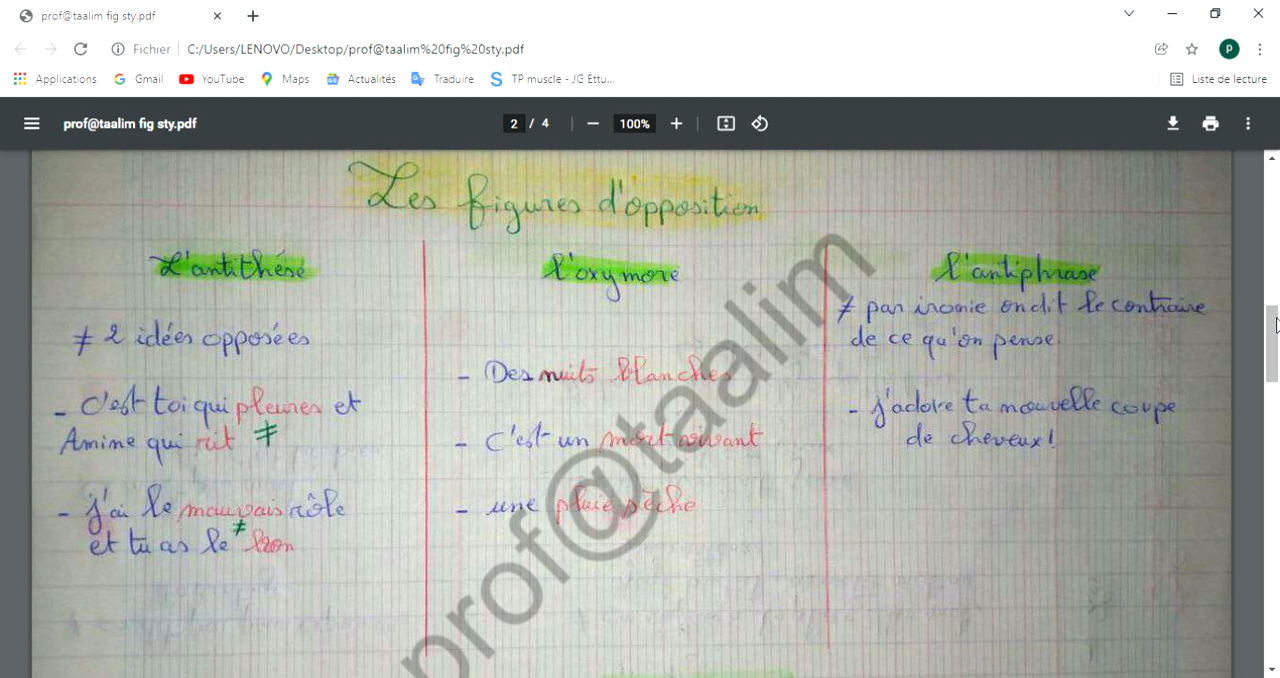 prof@taalim fig sty.pdf
Fichier C:/Users/LENOVO/Desktop/prof@taalim%20fig%20sty.pdf
Applications Gmail YouTube Maps Actualités Traduire TP muscle - JG Éttu... Liste de lecture
prof@taalim fig sty.pdf 2 / 4 100%
Les figures d'opposition
L'antithése
≠ 2 idées opposées
- C'est toi qui pleures et
Amine qui rit ≠
- j'ai le mauvais rôle
et tu as le ≠ bon
l'oxymore
- Des nuits blanches
- C'est un mort vivant
- une pluie sèche
l'antiphrase
≠ par ironie on dit le contraire
de ce qu'on pense.
- j'adore ta nouvelle coupe
de cheveux!
prof@taalim